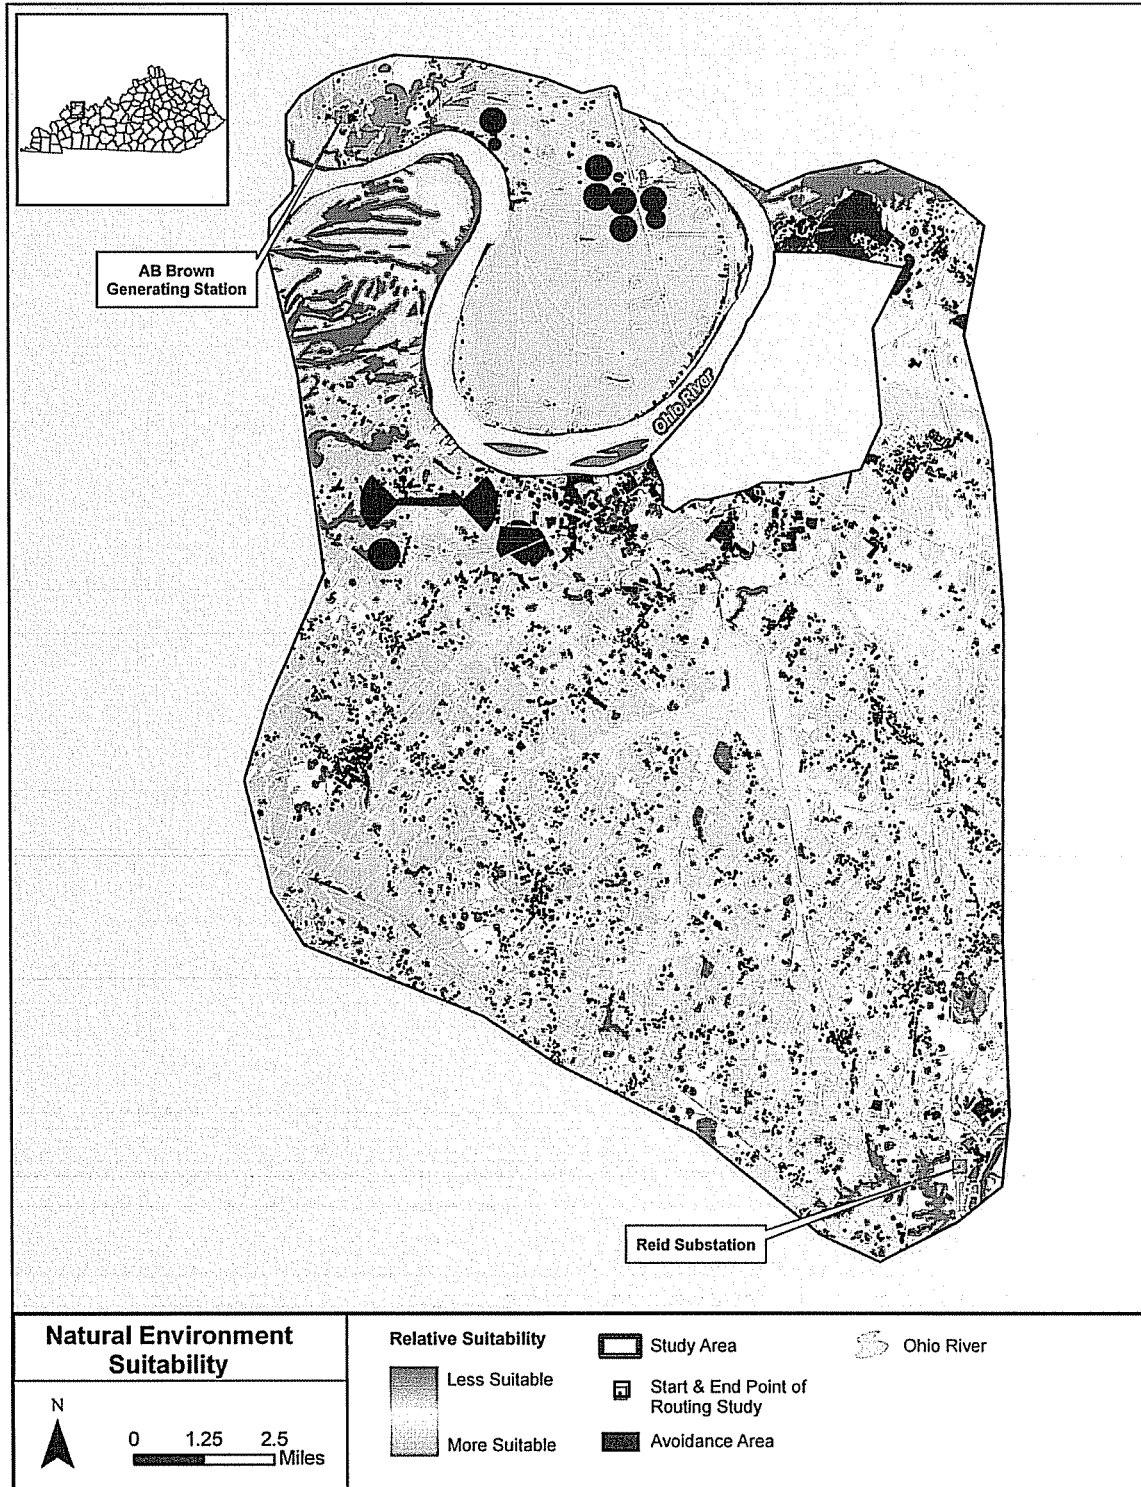 AB Brown
Generating Station
Ohio River
Reid Substation
Natural Environment
Suitability
N
0 1.25 2.5
Miles
Relative Suitability
Less Suitable
More Suitable
Study Area
Start & End Point of
Routing Study
Avoidance Area
Ohio River